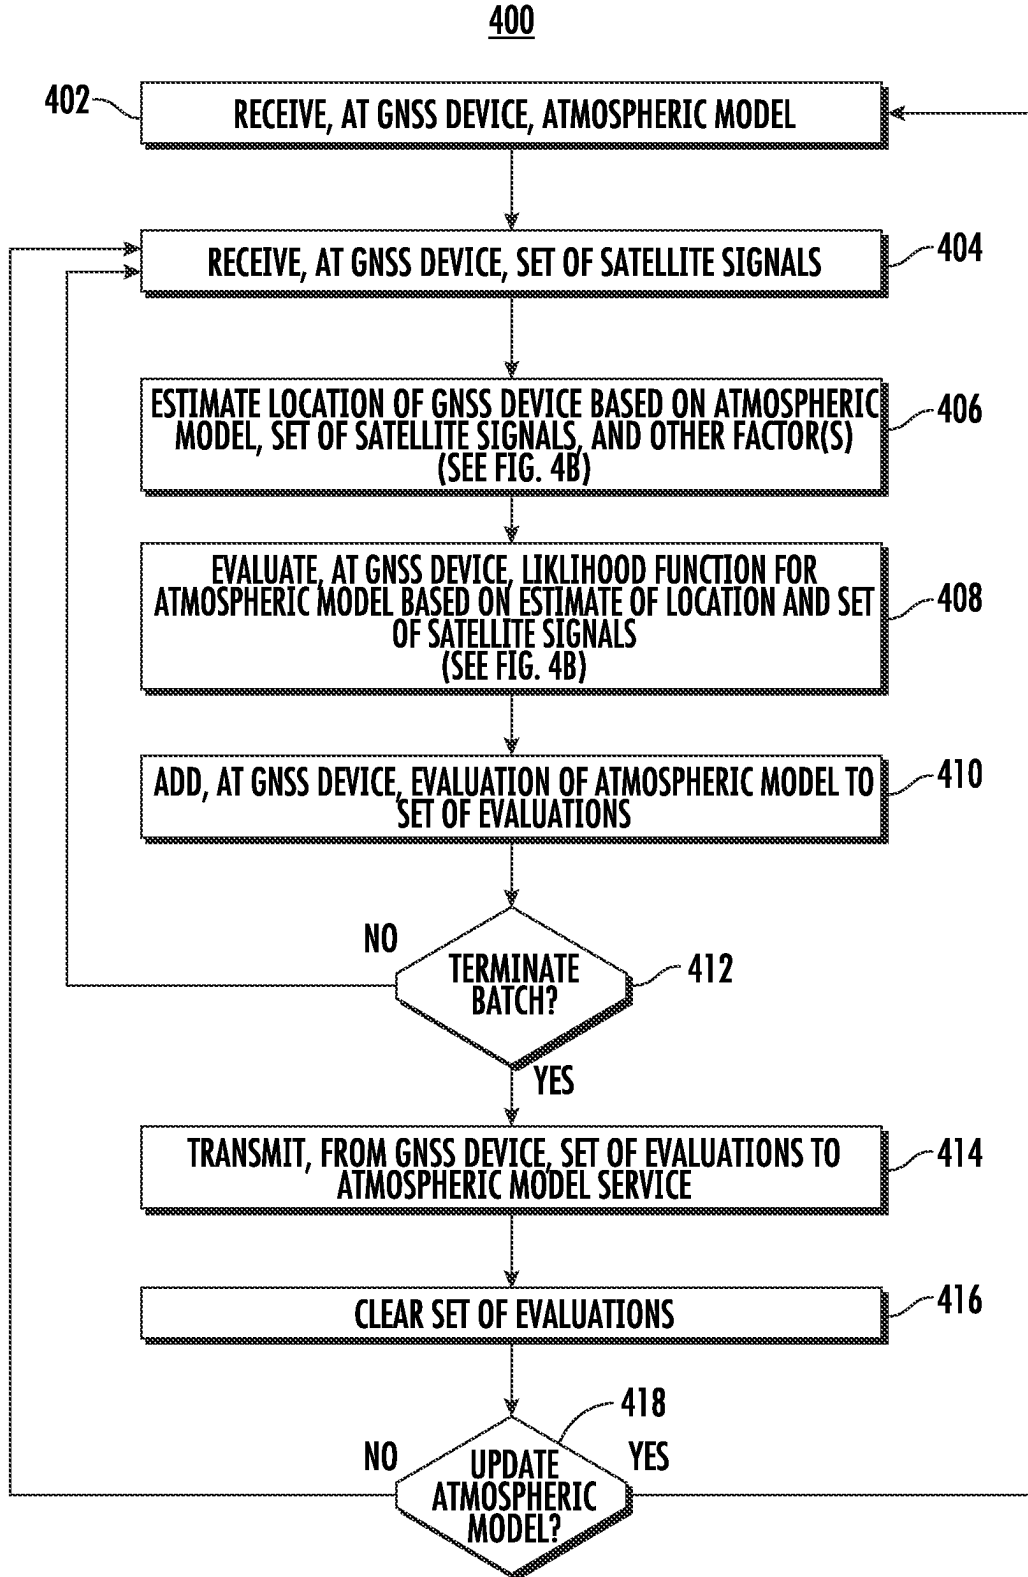 400
402
RECEIVE, AT GNSS DEVICE, ATMOSPHERIC MODEL
RECEIVE, AT GNSS DEVICE, SET OF SATELLITE SIGNALS
404
ESTIMATE LOCATION OF GNSS DEVICE BASED ON ATMOSPHERIC
MODEL, SET OF SATELLITE SIGNALS, AND OTHER FACTOR(S)
(SEE FIG. 4B)
406
EVALUATE, AT GNSS DEVICE, LIKLIHOOD FUNCTION FOR
ATMOSPHERIC MODEL BASED ON ESTIMATE OF LOCATION AND SET
OF SATELLITE SIGNALS
(SEE FIG. 4B)
408
ADD, AT GNSS DEVICE, EVALUATION OF ATMOSPHERIC MODEL TO
SET OF EVALUATIONS
410
NO
TERMINATE
BATCH?
412
YES
TRANSMIT, FROM GNSS DEVICE, SET OF EVALUATIONS TO
ATMOSPHERIC MODEL SERVICE
414
CLEAR SET OF EVALUATIONS
416
418
NO
UPDATE
ATMOSPHERIC
MODEL?
YES